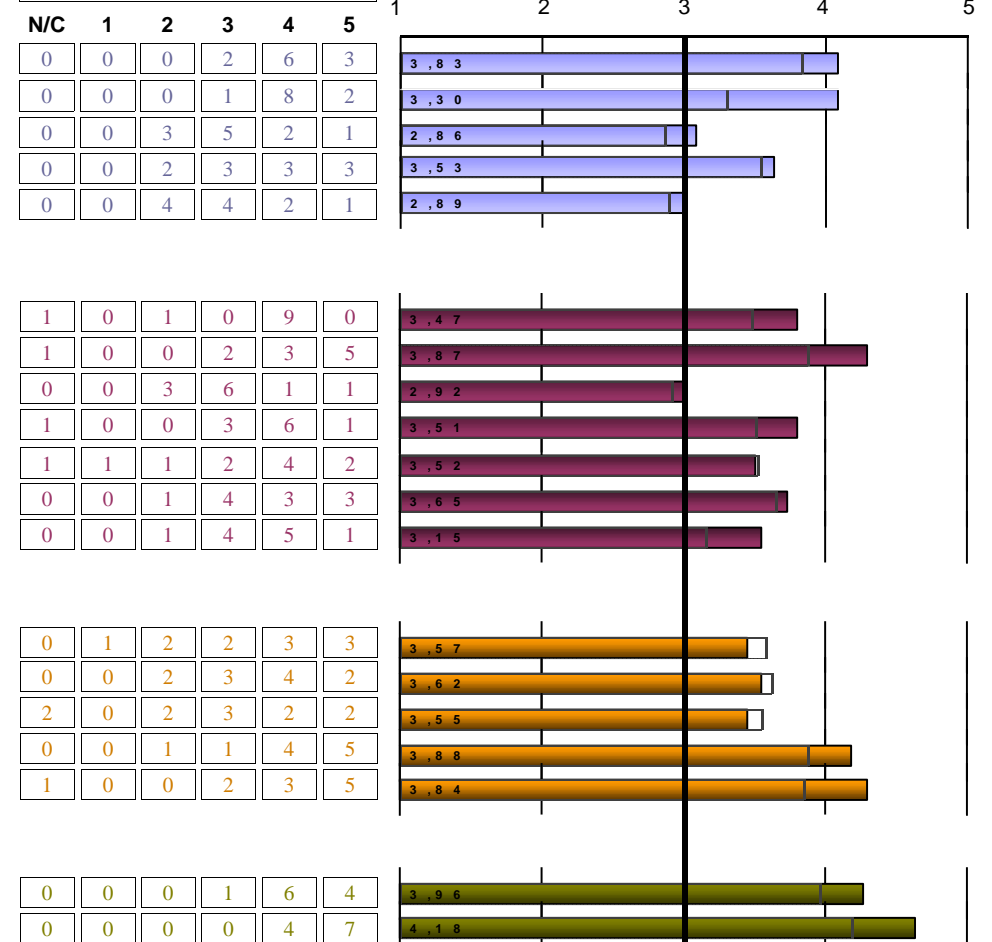 1 2 3 4 5
N/C 1 2 3 4 5
0 0 0 2 6 3 3,83
0 0 0 1 8 2 3,30
0 0 3 5 2 1 2,86
0 0 2 3 3 3 3,53
0 0 4 4 2 1 2,89
1 0 1 0 9 0 3,47
1 0 0 2 3 5 3,87
0 0 3 6 1 1 2,92
1 0 0 3 6 1 3,51
1 1 1 2 4 2 3,52
0 0 1 4 3 3 3,65
0 0 1 4 5 1 3,15
0 1 2 2 3 3 3,57
0 0 2 3 4 2 3,62
2 0 2 3 2 2 3,55
0 0 1 1 4 5 3,88
1 0 0 2 3 5 3,84
0 0 0 1 6 4 3,96
0 0 0 0 4 7 4,18